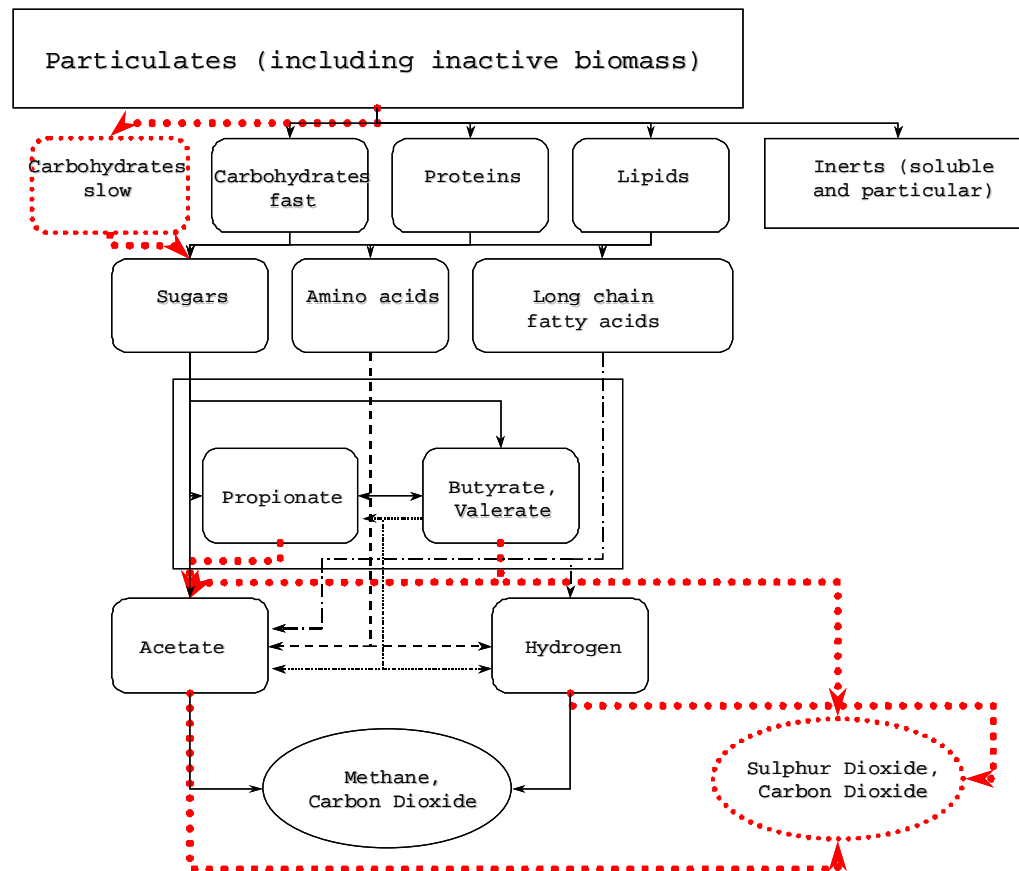 Particulates (including inactive biomass)
Carbohydrates
slow
Carbohydrates
fast
Proteins
Lipids
Inerts (soluble
and particular)
Sugars
Amino acids
Long chain
fatty acids
Propionate
Butyrate,
Valerate
Acetate
Hydrogen
Methane,
Carbon Dioxide
Sulphur Dioxide,
Carbon Dioxide